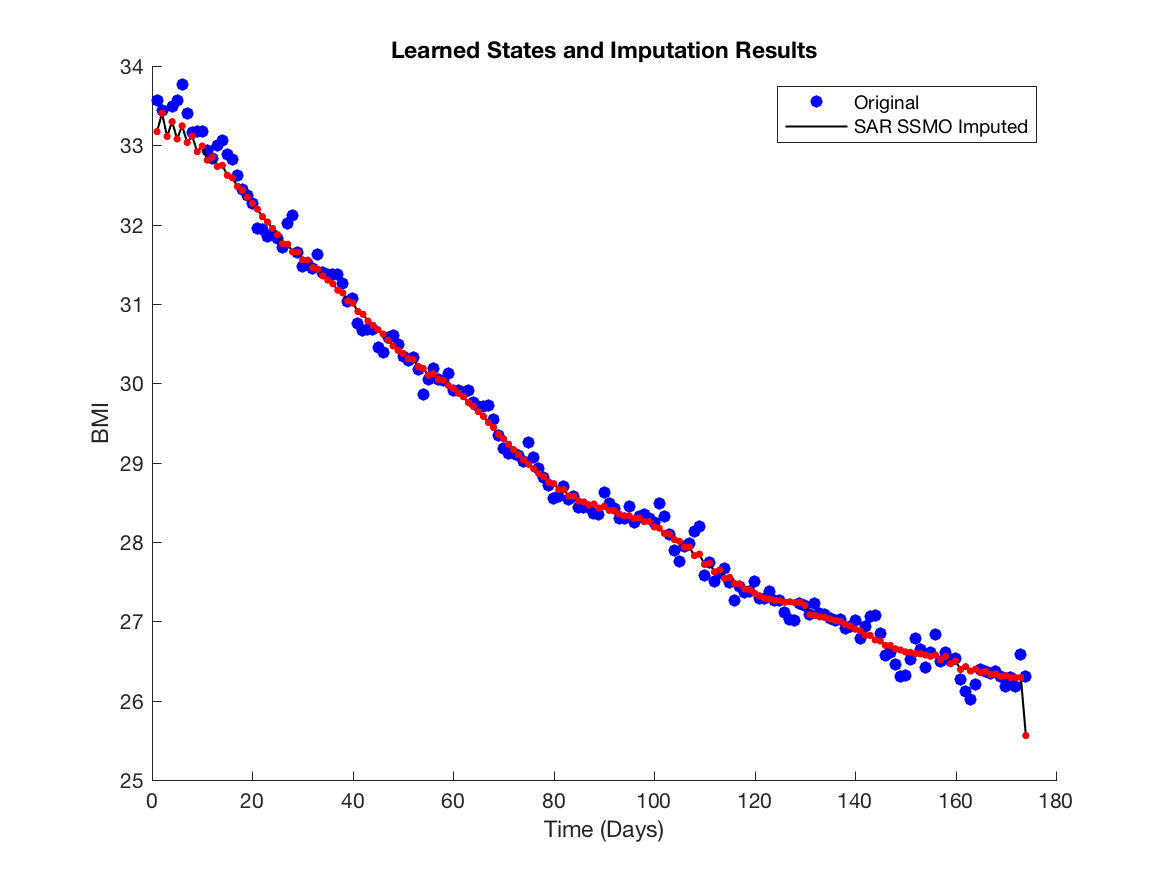 Learned States and Imputation Results
34
33
32
31
30
29
28
27
26
25
BMI
Original
SAR SSMO Imputed
0 20 40 60 80 100 120 140 160 180
Time (Days)